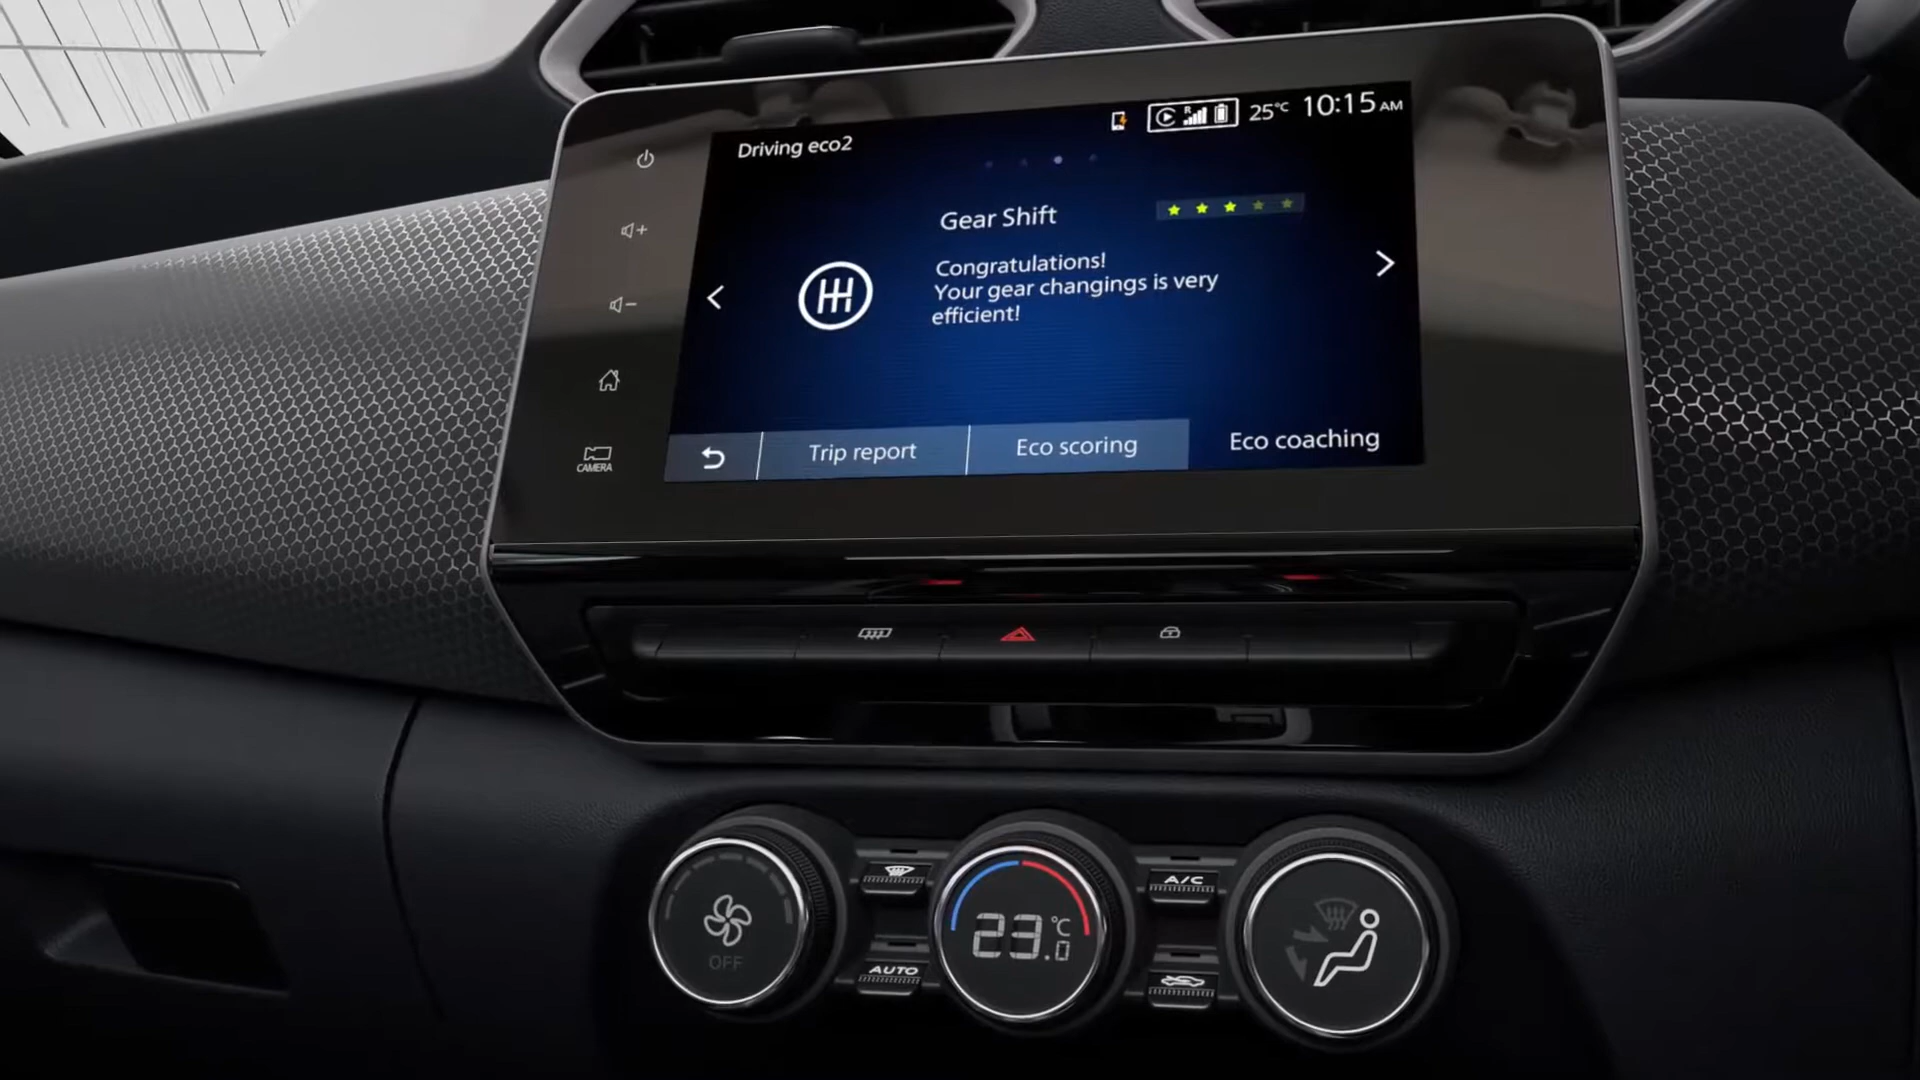 25°C 10:15 AM
R
Driving eco2
Gear Shift
Congratulations!
Your gear changings is very
efficient!
Trip report
Eco scoring
Eco coaching
CAMERA
A/C
23.0 °C
OFF
AUTO